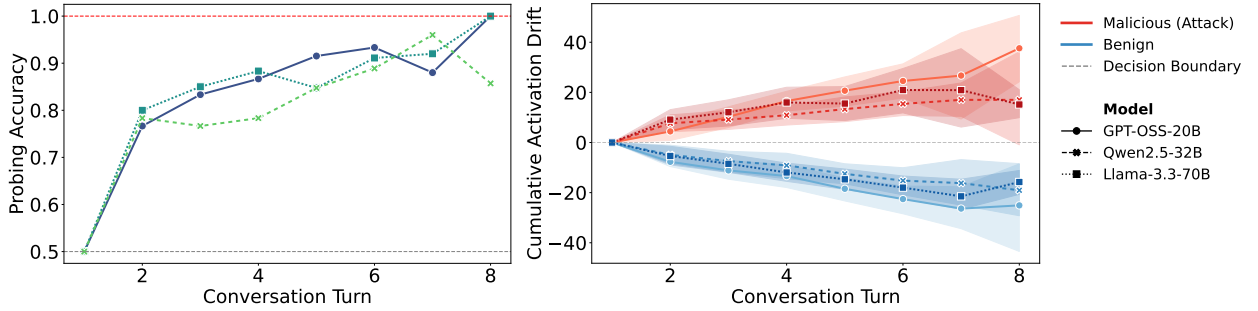 1.0
0.9
0.8
0.7
0.6
0.5
Probing Accuracy
2
4
6
8
Conversation Turn
40
20
0
−20
−40
Cumulative Activation Drift
2
4
6
8
Conversation Turn
Malicious (Attack)
Benign
Decision Boundary
Model
GPT-OSS-20B
Qwen2.5-32B
Llama-3.3-70B